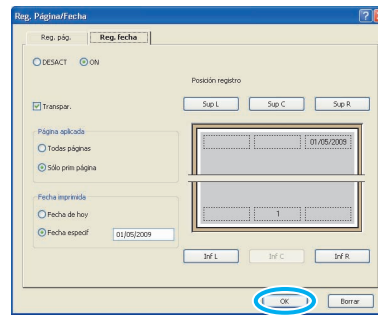 Reg. Página/Fecha
Reg. pág. Reg. fecha
DESACT ON
Posición registro
Transpar.
Sup L Sup C Sup R
Página aplicada
Todas páginas
Sólo prim página
01/05/2009
Fecha imprimida
Fecha de hoy
Fecha especif 01/05/2009
1
Inf L Inf C Inf R
OK Borrar